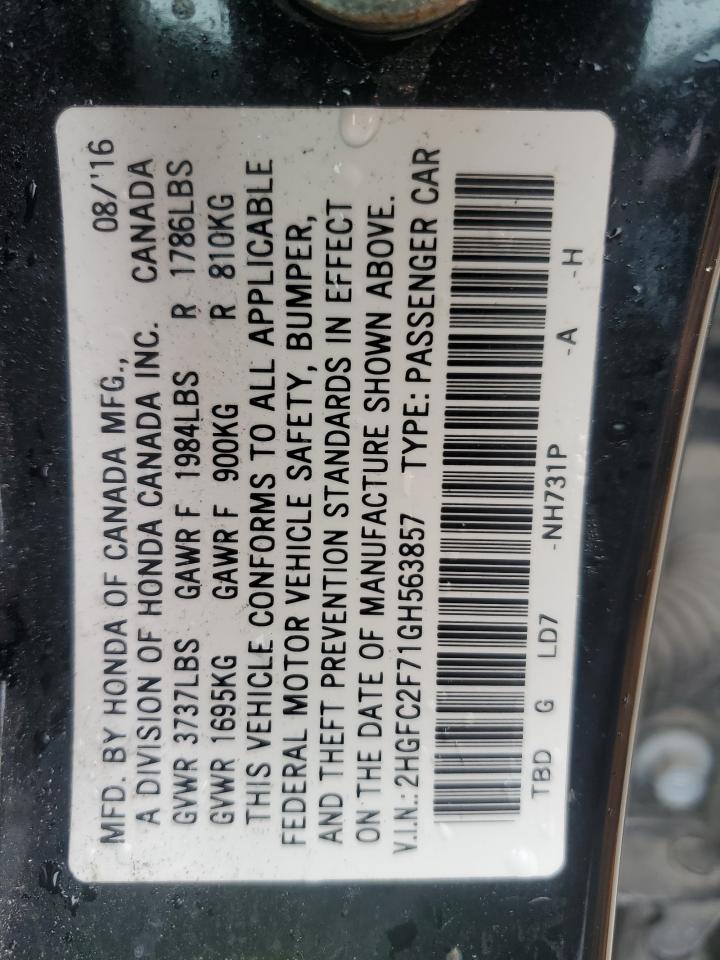 MFD. BY HONDA OF CANADA MFG., 08/'16
A DIVISION OF HONDA CANADA INC. CANADA
GVWR 3737LBS GAWR F 1984LBS R 1786LBS
GVWR 1695KG GAWR F 900KG R 810KG
THIS VEHICLE CONFORMS TO ALL APPLICABLE
FEDERAL MOTOR VEHICLE SAFETY, BUMPER,
AND THEFT PREVENTION STANDARDS IN EFFECT
ON THE DATE OF MANUFACTURE SHOWN ABOVE.
V.I.N.: 2HGFC2F71GH563857 TYPE: PASSENGER CAR
TBD G LD7 -NH731P -A -H